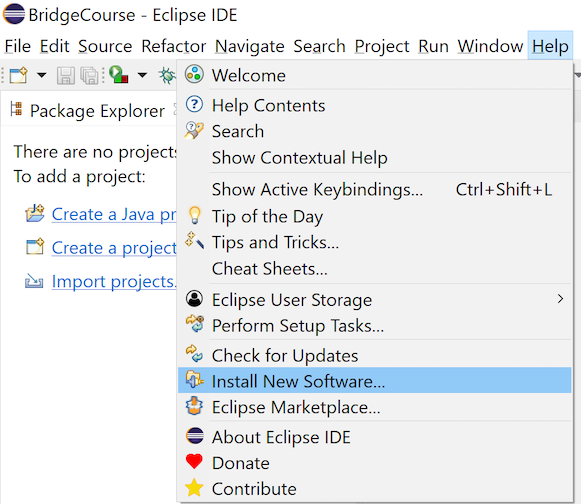 BridgeCourse - Eclipse IDE
File Edit Source Refactor Navigate Search Project Run Window Help
Package Explorer
There are no projects
To add a project:
Create a Java pr
Create a project
Import projects.
Welcome
Help Contents
Search
Show Contextual Help
Show Active Keybindings... Ctrl+Shift+L
Tip of the Day
Tips and Tricks...
Cheat Sheets...
Eclipse User Storage
Perform Setup Tasks...
Check for Updates
Install New Software...
Eclipse Marketplace...
About Eclipse IDE
Donate
Contribute